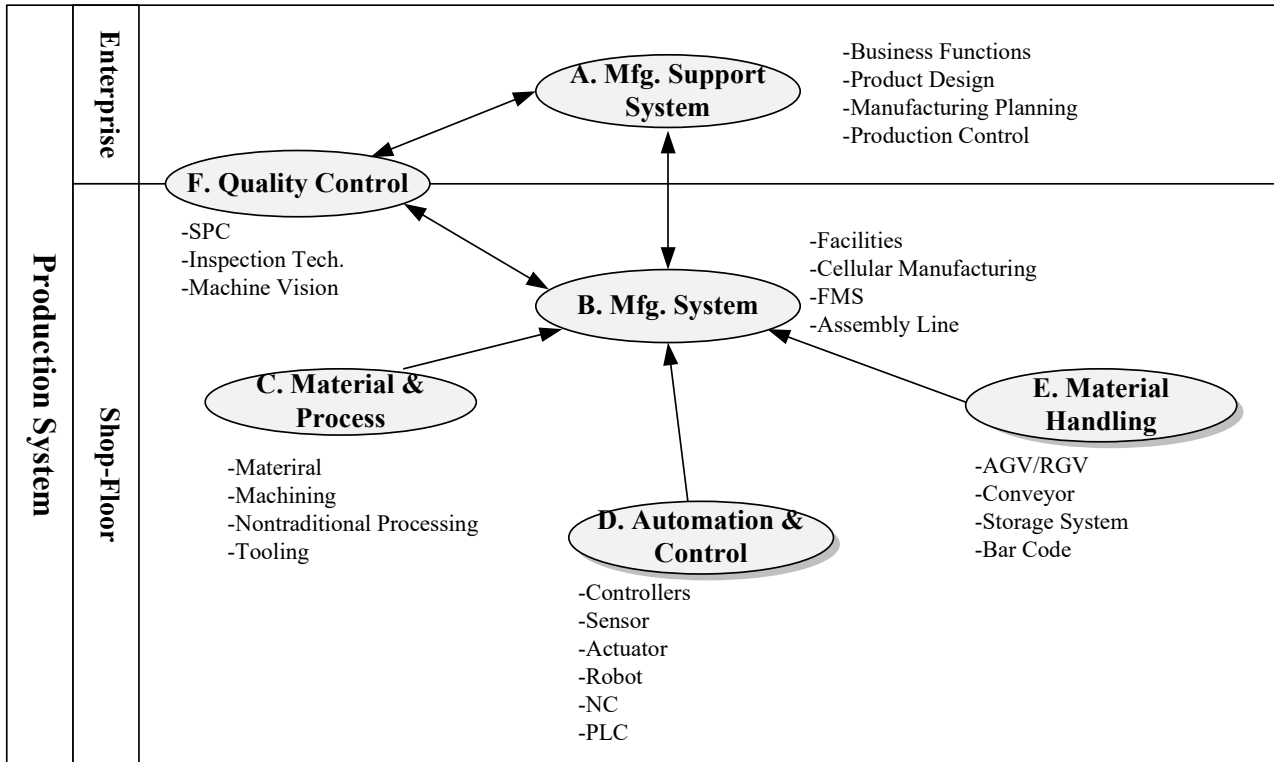 Production System
Enterprise
Shop-Floor
A. Mfg. Support
System
-Business Functions
-Product Design
-Manufacturing Planning
-Production Control
F. Quality Control
-SPC
-Inspection Tech.
-Machine Vision
B. Mfg. System
-Facilities
-Cellular Manufacturing
-FMS
-Assembly Line
C. Material &
Process
-Materiral
-Machining
-Nontraditional Processing
-Tooling
D. Automation &
Control
-Controllers
-Sensor
-Actuator
-Robot
-NC
-PLC
E. Material
Handling
-AGV/RGV
-Conveyor
-Storage System
-Bar Code